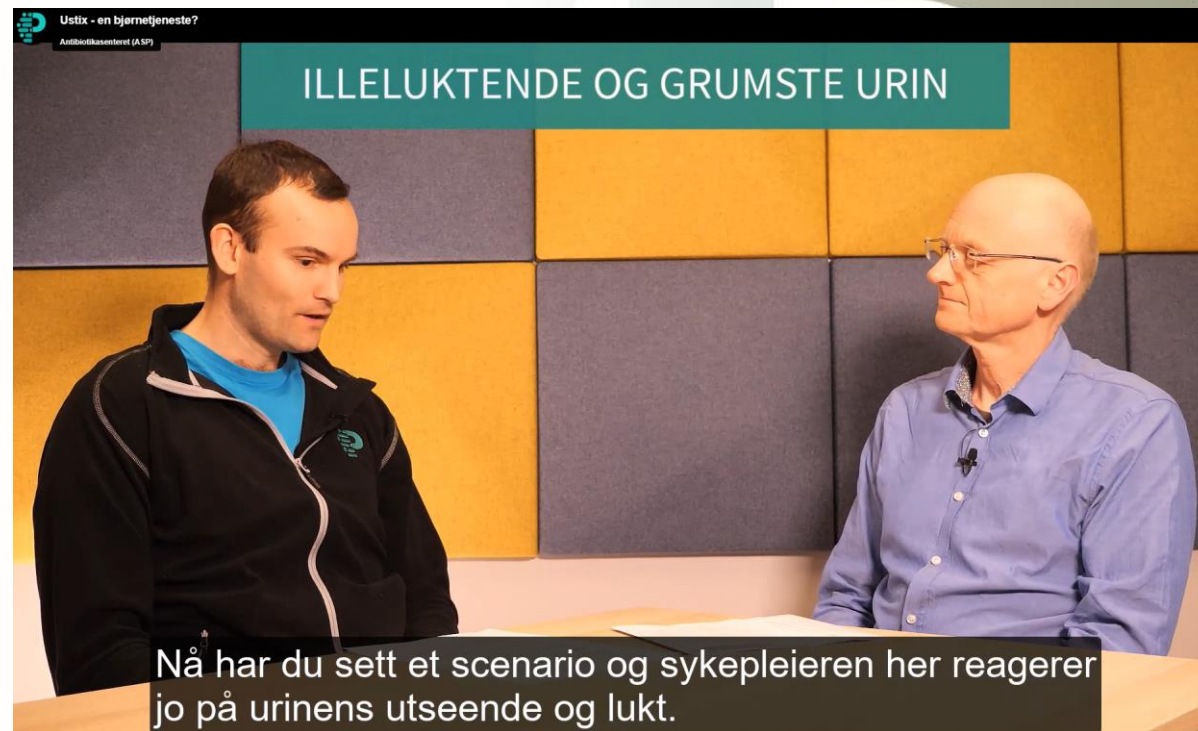 Ustix - en bjørnetjeneste?
Antibiotikasenteret (ASP)
ILLELUKTENDE OG GRUMSTE URIN
Nå har du sett et scenario og sykepleieren her reagerer
jo på urinens utseende og lukt.